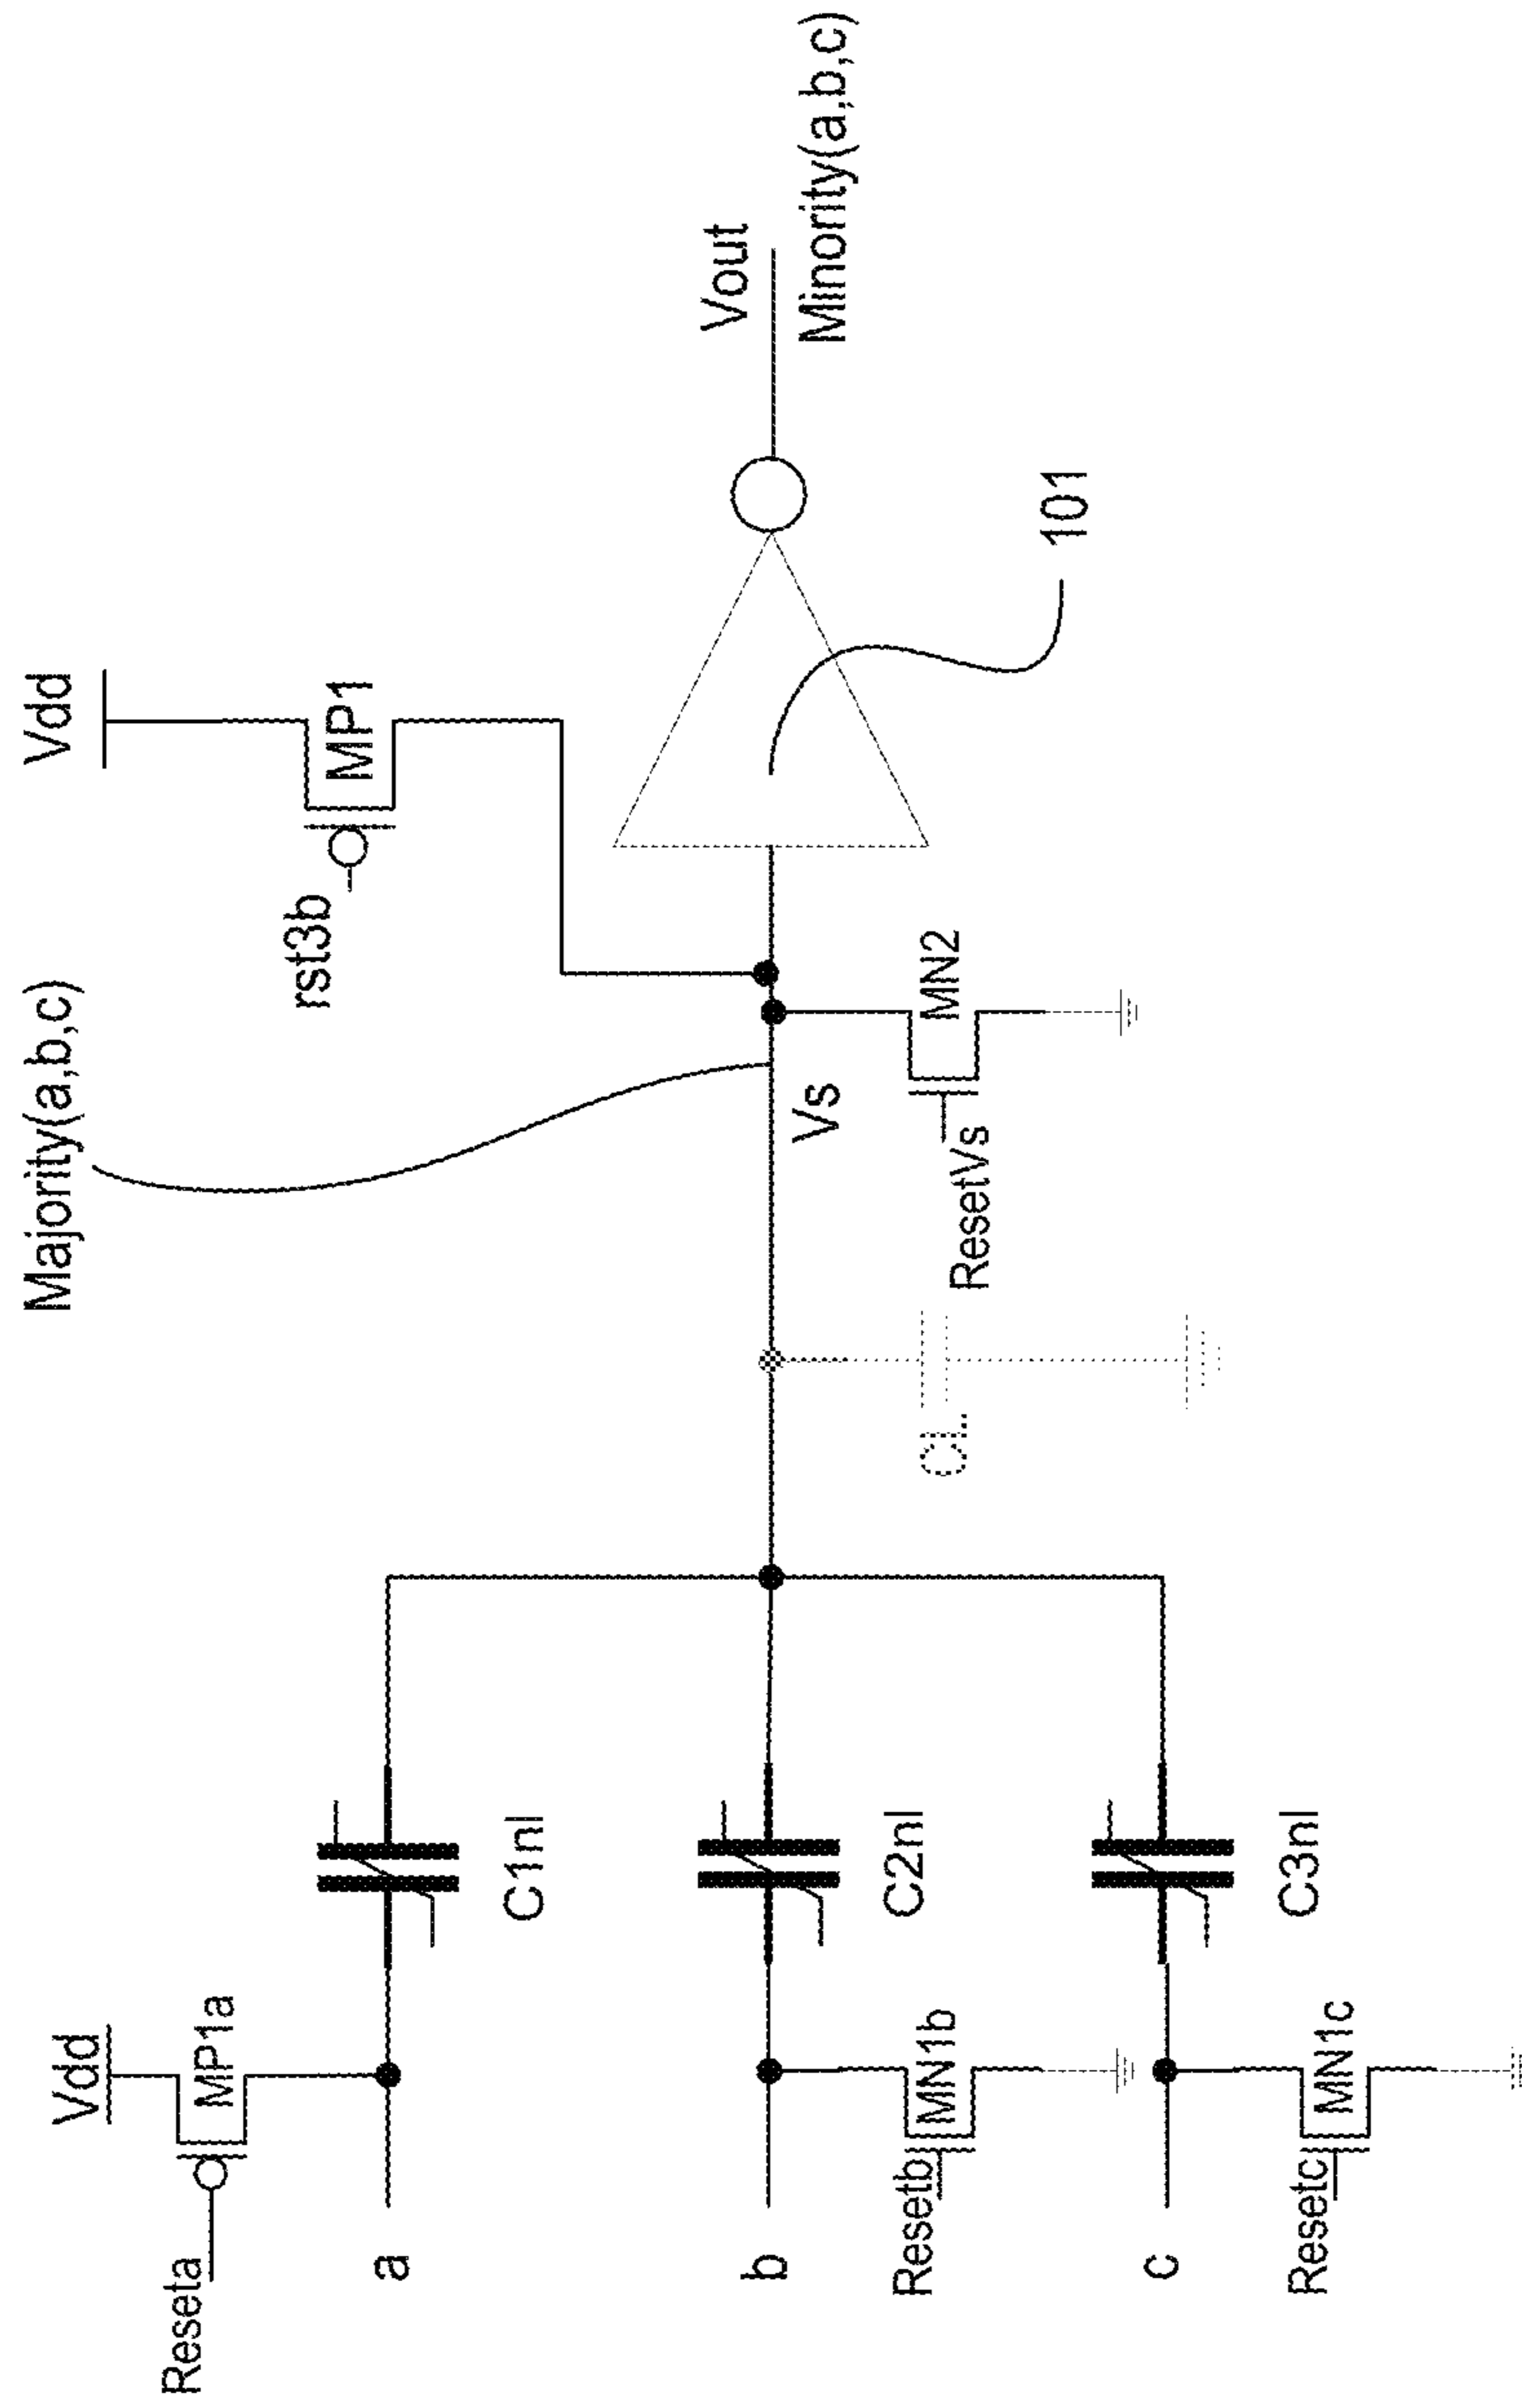 Majority(a,b,c)
Vdd
Vdd
MP1
rst3b
Reseta
MP1a
a
C1nl
Vs
Vout
Minority(a,b,c)
b
C2nl
CL
ResetVs
MN2
101
Resetb
MN1b
c
C3nl
Resetc
MN1c